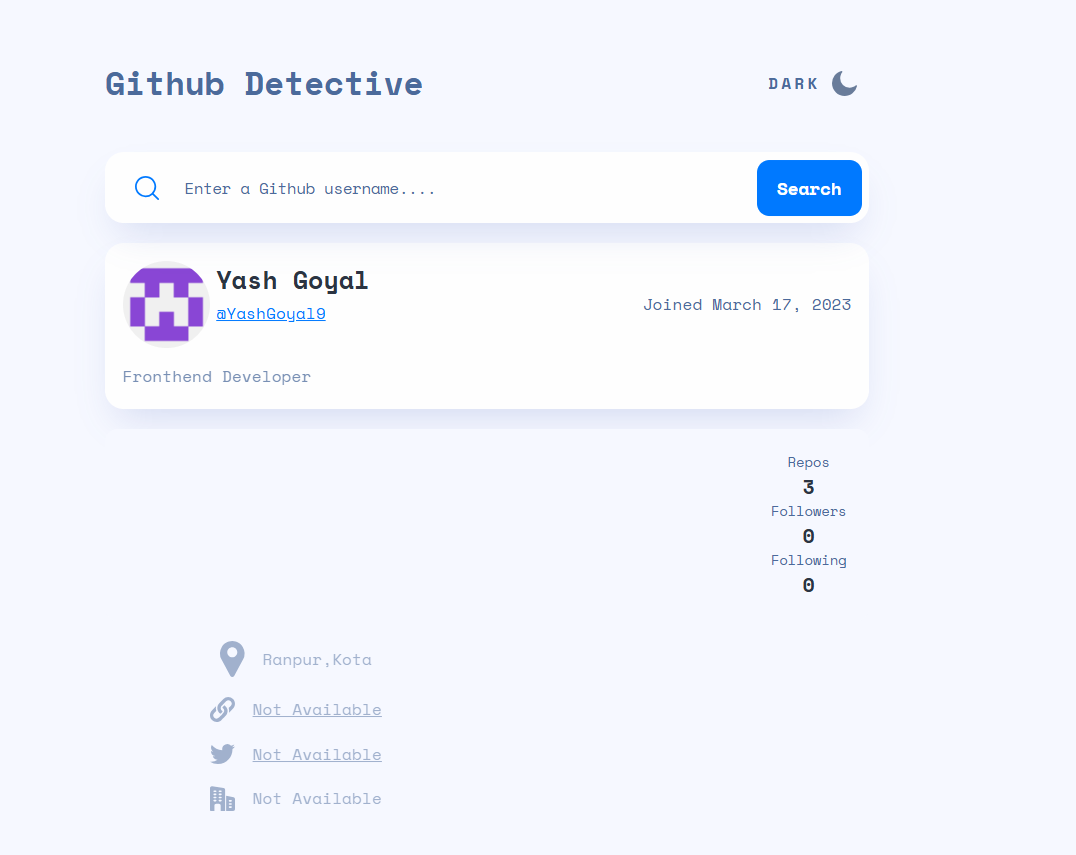 Github Detective
DARK
Enter a Github username....
Search
Yash Goyal
@YashGoyal9
Joined March 17, 2023
Fronthend Developer
Repos
3
Followers
0
Following
0
Ranpur,Kota
Not Available
Not Available
Not Available